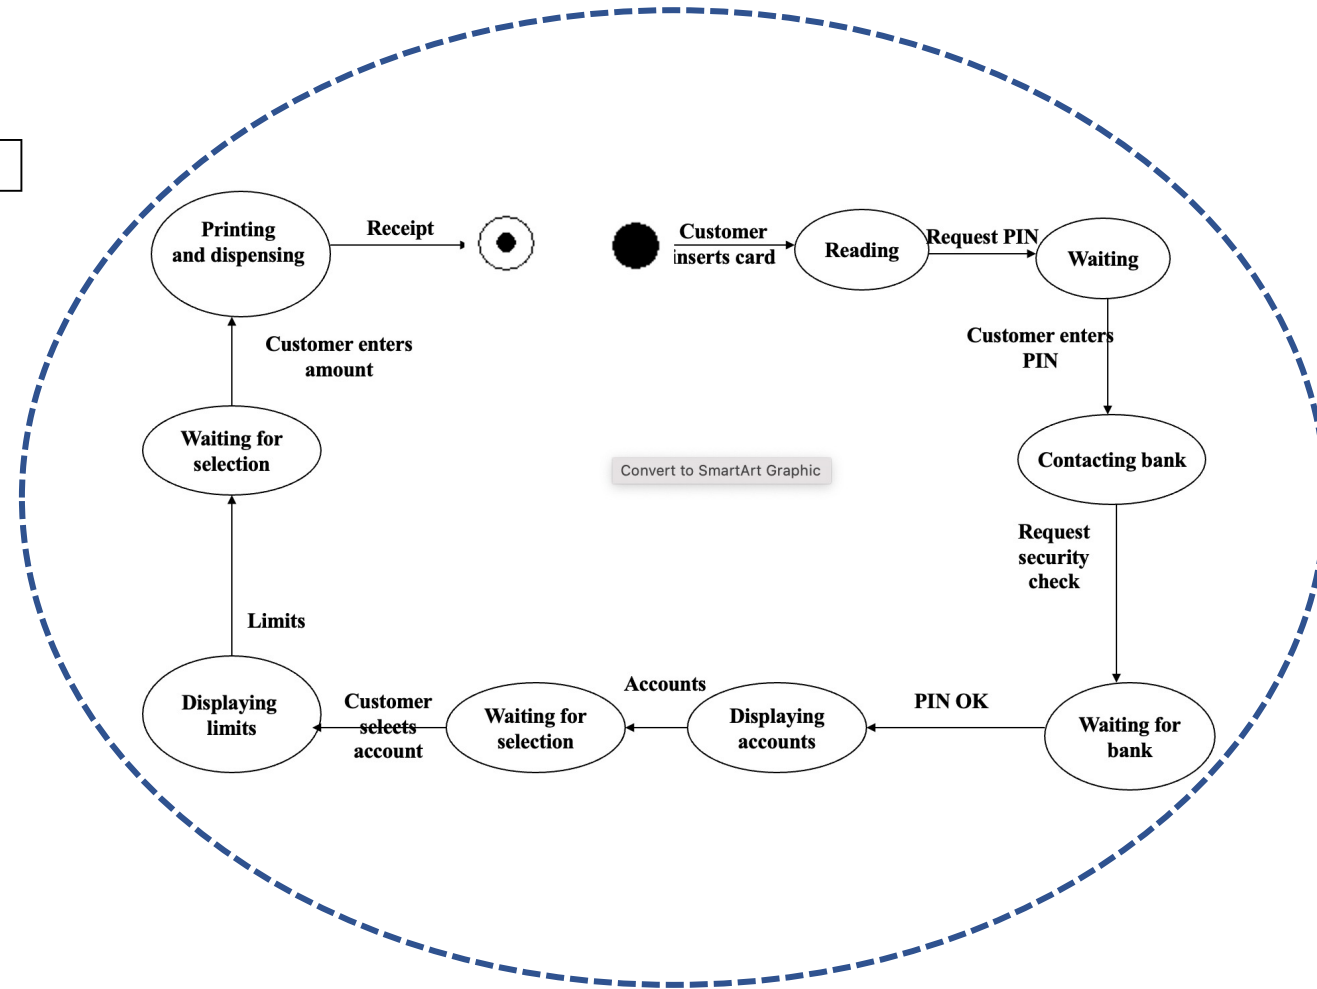 Printing
and dispensing
Receipt
Customer
inserts card
Reading
Request PIN
Waiting
Customer enters
PIN
Contacting bank
Request
security
check
Waiting for
bank
PIN OK
Displaying
accounts
Accounts
Waiting for
selection
Customer
selects
account
Displaying
limits
Limits
Waiting for
selection
Customer enters
amount
Convert to SmartArt Graphic